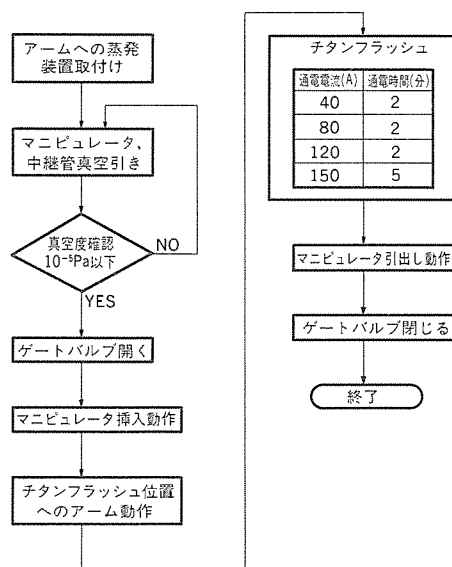 アームへの蒸発
装置取付け
マニピュレータ、
中継管真空引き
真空度確認
10⁻⁵Pa以下
NO
YES
ゲートバルブ開く
マニピュレータ挿入動作
チタンフラッシュ位置
へのアーム動作
チタンフラッシュ
通電電流(A) 通電時間(分)
40 2
80 2
120 2
150 5
マニピュレータ引出し動作
ゲートバルブ閉じる
終了